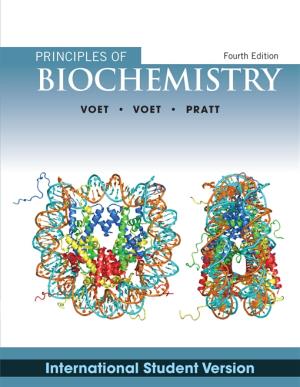 PRINCIPLES OF
Fourth Edition
BIOCHEMISTRY
VOET • VOET • PRATT
International Student Version